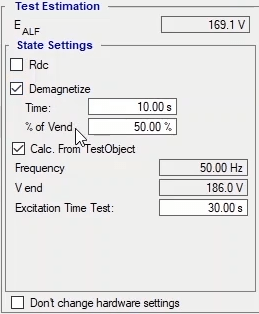 Test Estimation
E ALF 169.1 V
State Settings
Rdc
Demagnetize
Time: 10.00 s
% of Vend 50.00 %
Calc. From TestObject
Frequency 50.00 Hz
V end 186.0 V
Excitation Time Test: 30.00 s
Don't change hardware settings